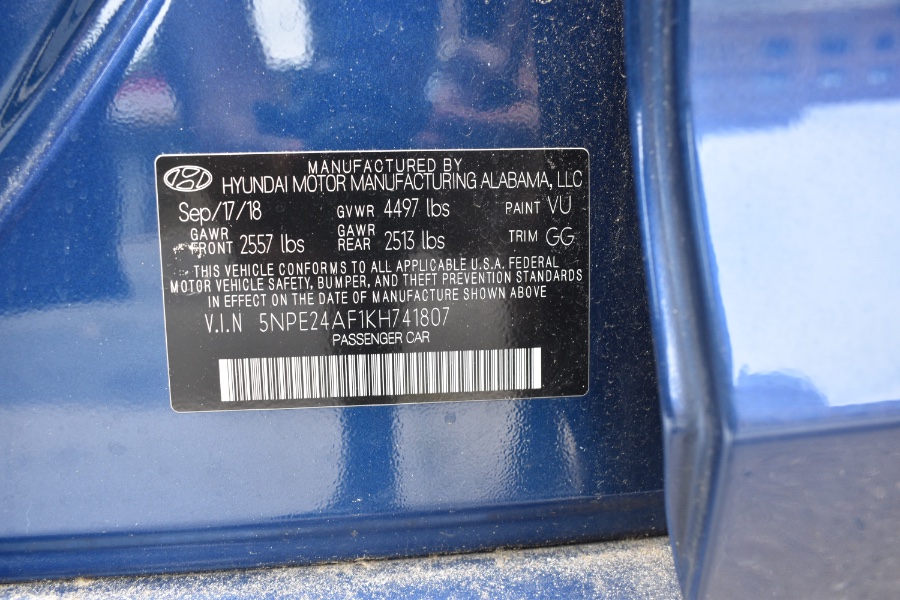 MANUFACTURED BY
HYUNDAI MOTOR MANUFACTURING ALABAMA, LLC
Sep/17/18 GVWR 4497 lbs PAINT VU
GAWR FRONT 2557 lbs GAWR REAR 2513 lbs TRIM GG
THIS VEHICLE CONFORMS TO ALL APPLICABLE U.S.A. FEDERAL
MOTOR VEHICLE SAFETY, BUMPER, AND THEFT PREVENTION STANDARDS
IN EFFECT ON THE DATE OF MANUFACTURE SHOWN ABOVE
V.I.N 5NPE24AF1KH741807
PASSENGER CAR